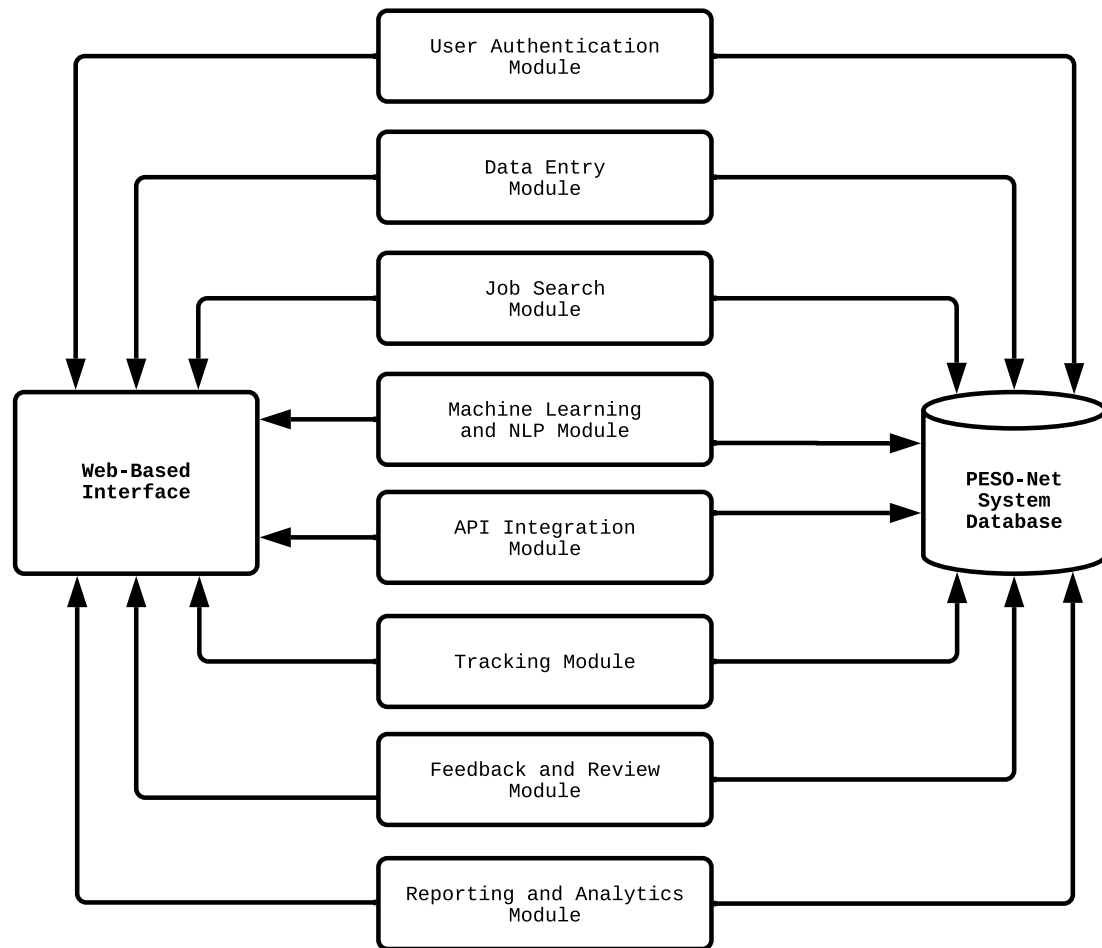 User Authentication
Module
Data Entry
Module
Job Search
Module
Machine Learning
and NLP Module
Web-Based
Interface
PESO-Net
System
Database
API Integration
Module
Tracking Module
Feedback and Review
Module
Reporting and Analytics
Module